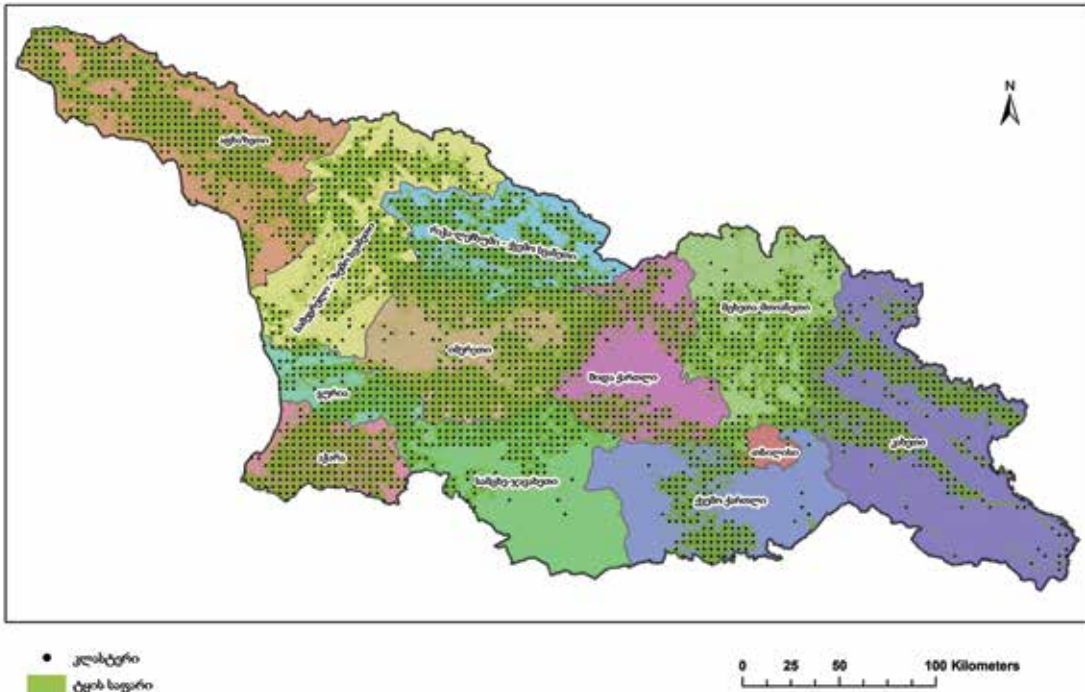 N
აფხაზეთი
სამეგრელო - ზემო სვანეთი
რაჭა-ლეჩხუმი - ქვემო სვანეთი
მცხეთა-მთიანეთი
იმერეთი
შიდა ქართლი
გურია
აჭარა
სამცხე-ჯავახეთი
თბილისი
კახეთი
ქვემო ქართლი
კლასტერი
ტყის საფარი
0 25 50 100 Kilometers